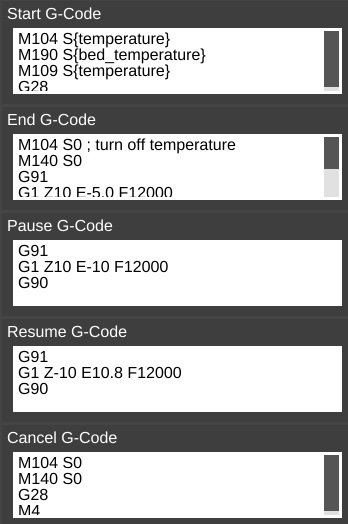 Start G-Code
M104 S{temperature}
M190 S{bed_temperature}
M109 S{temperature}
G28
End G-Code
M104 S0 ; turn off temperature
M140 S0
G91
G1 Z10 E-5.0 F12000
Pause G-Code
G91
G1 Z10 E-10 F12000
G90
Resume G-Code
G91
G1 Z-10 E10.8 F12000
G90
Cancel G-Code
M104 S0
M140 S0
G28
M4